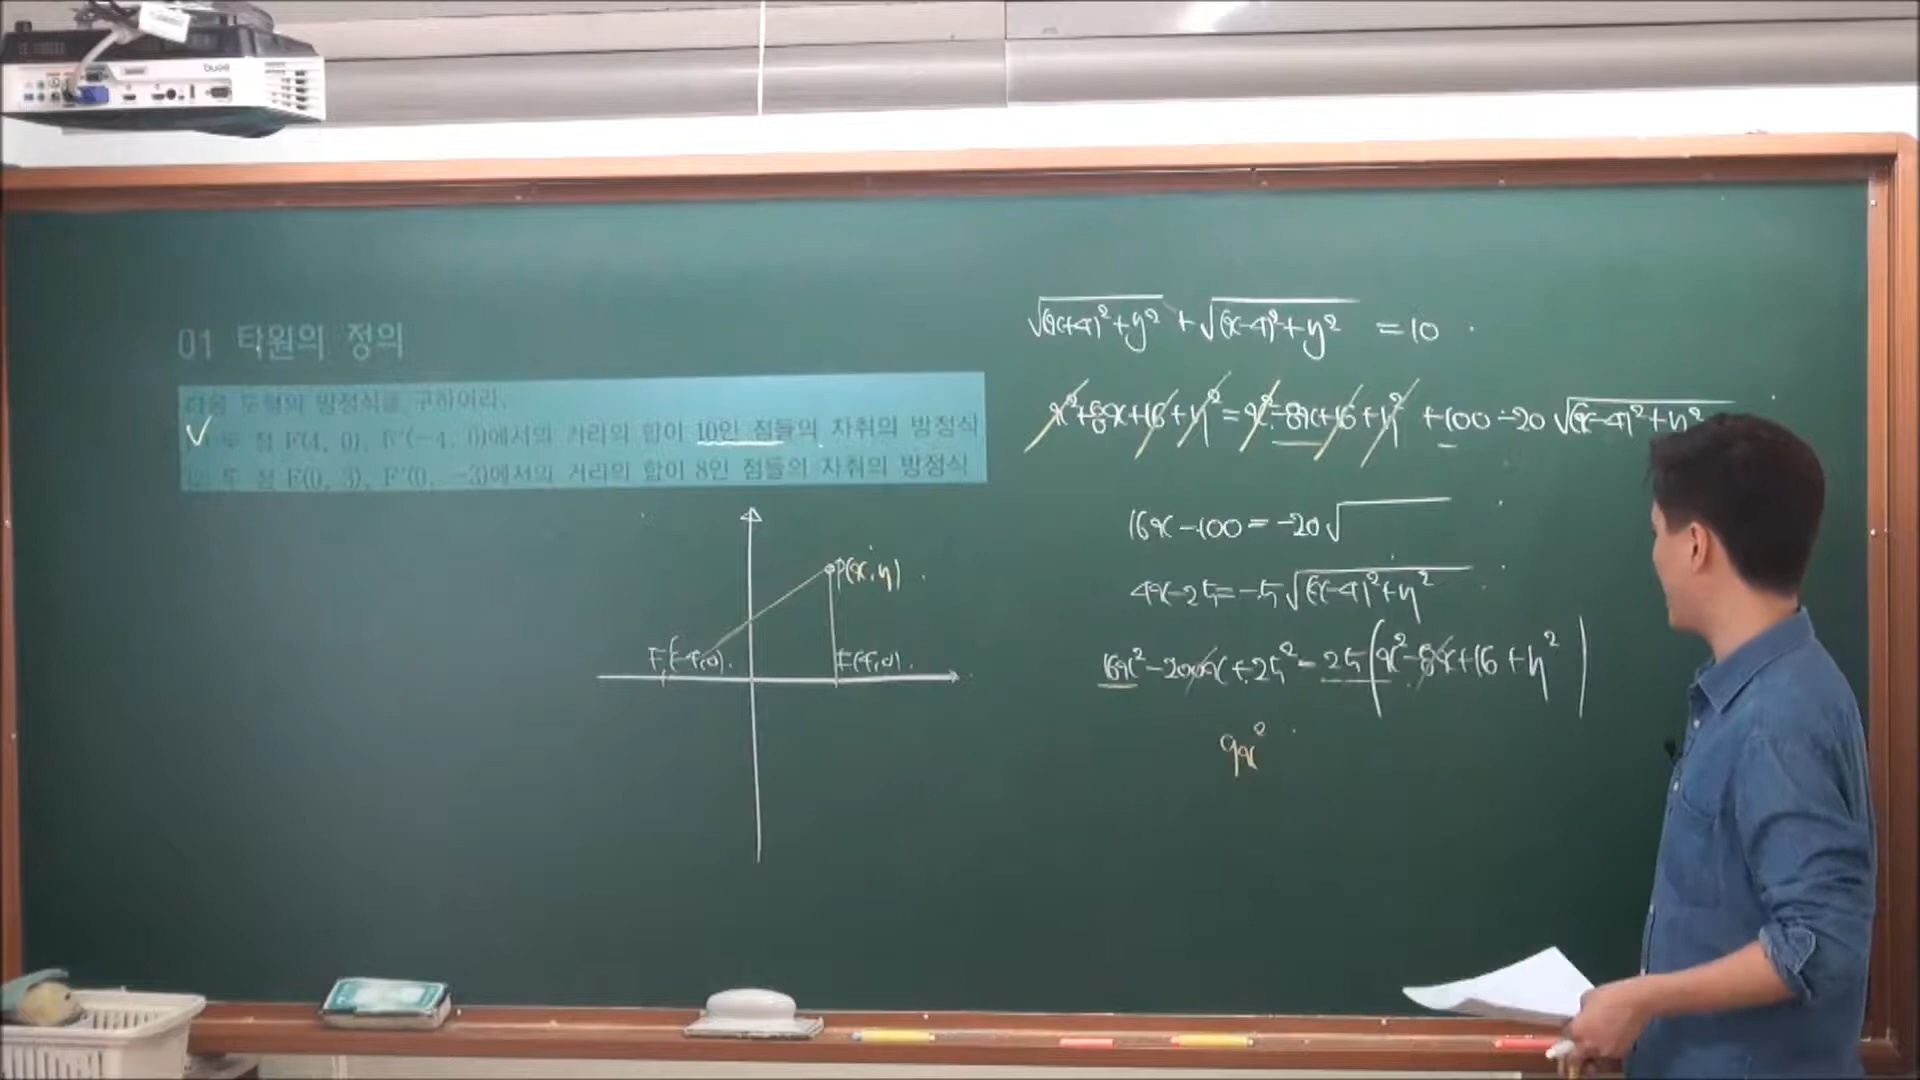 BenQ
01 타원의 정의
다음 도형의 방정식을 구하여라.
두 점 F(4, 0), F'(−4, 0)에서의 거리의 합이 10인 점들의 자취의 방정식
두 점 F(0, 3), F'(0, −3)에서의 거리의 합이 8인 점들의 자취의 방정식
P(x, y)
F'(-4,0). F(4,0).
√(x+4)²+y² + √(x-4)²+y² = 10
x²+8x+16+y² = x²-8x+16+y² +100-20√(x-4)²+y²
16x-100=-20√
4x-25=-5√(x-4)²+y²
16x²-200x+25²=25(x²-8x+16+y²)
9x²